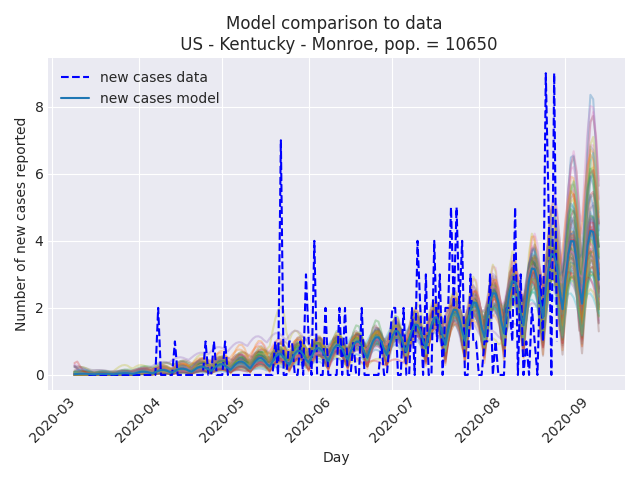 Model comparison to data
US - Kentucky - Monroe, pop. = 10650
new cases data
new cases model
Number of new cases reported
8
6
4
2
0
2020-03
2020-04
2020-05
2020-06
2020-07
2020-08
2020-09
Day